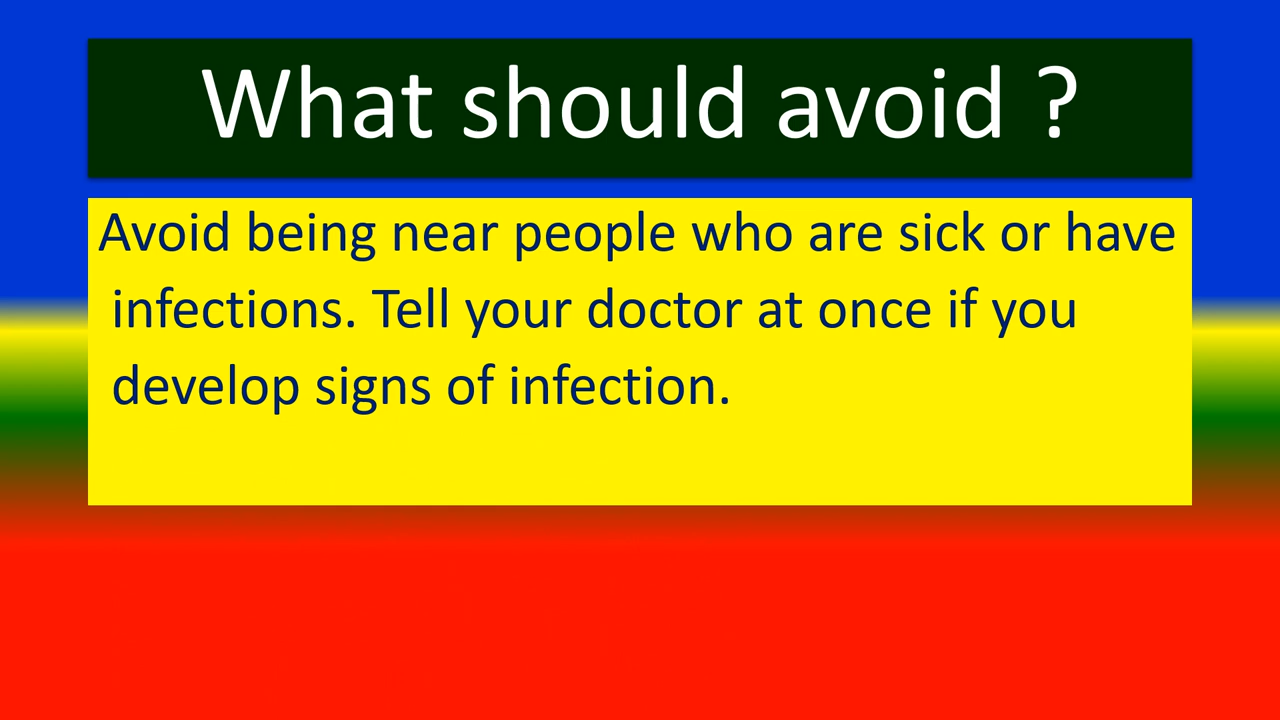 What should avoid ?
Avoid being near people who are sick or have
infections. Tell your doctor at once if you
develop signs of infection.